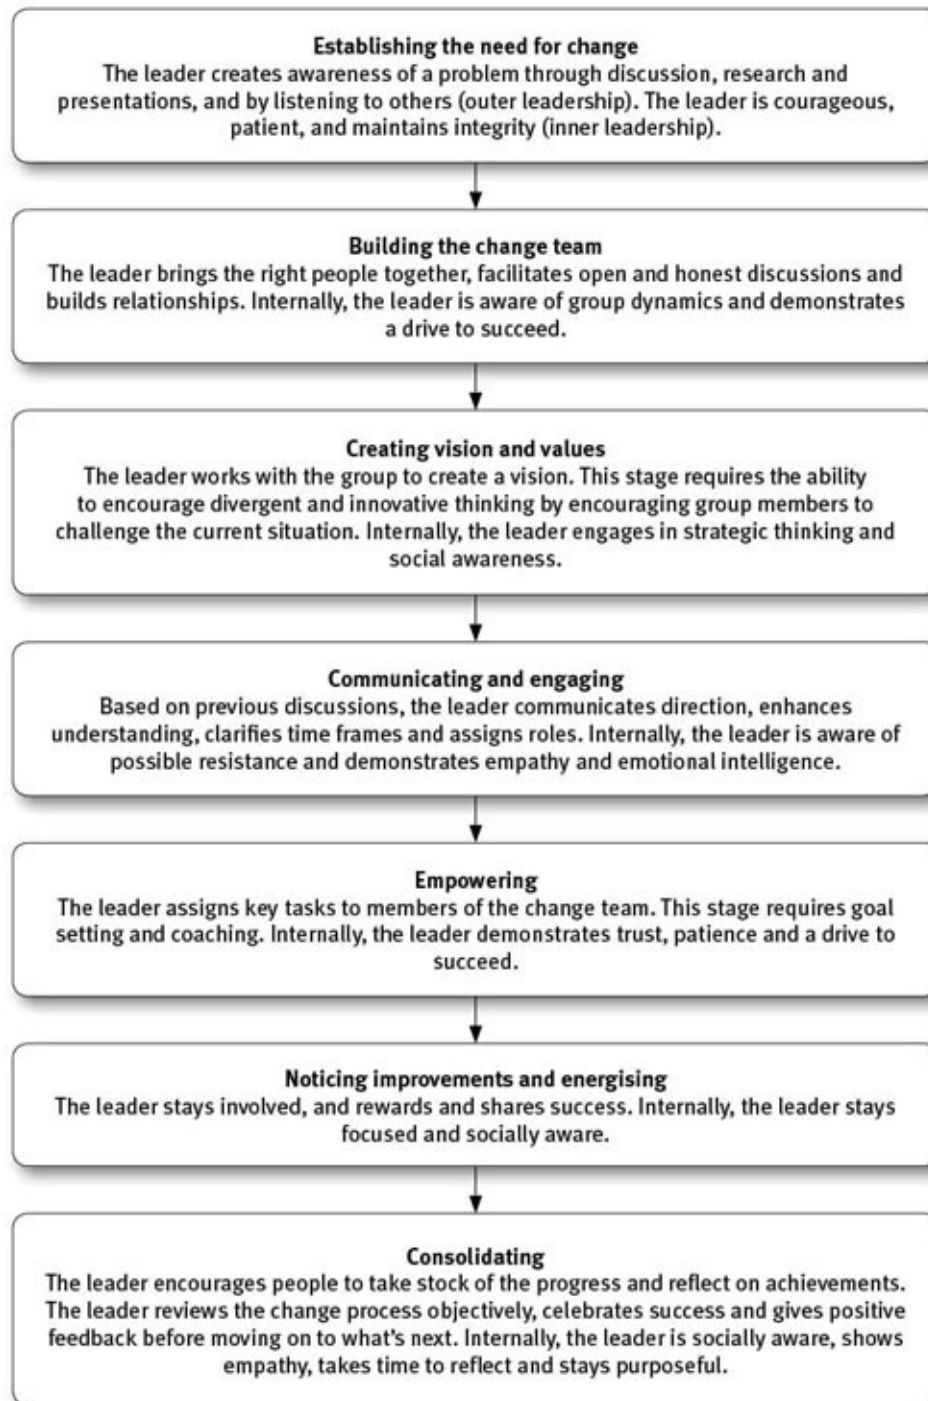 Establishing the need for change
The leader creates awareness of a problem through discussion, research and
presentations, and by listening to others (outer leadership). The leader is courageous,
patient, and maintains integrity (inner leadership).
Building the change team
The leader brings the right people together, facilitates open and honest discussions and
builds relationships. Internally, the leader is aware of group dynamics and demonstrates
a drive to succeed.
Creating vision and values
The leader works with the group to create a vision. This stage requires the ability
to encourage divergent and innovative thinking by encouraging group members to
challenge the current situation. Internally, the leader engages in strategic thinking and
social awareness.
Communicating and engaging
Based on previous discussions, the leader communicates direction, enhances
understanding, clarifies time frames and assigns roles. Internally, the leader is aware of
possible resistance and demonstrates empathy and emotional intelligence.
Empowering
The leader assigns key tasks to members of the change team. This stage requires goal
setting and coaching. Internally, the leader demonstrates trust, patience and a drive to
succeed.
Noticing improvements and energising
The leader stays involved, and rewards and shares success. Internally, the leader stays
focused and socially aware.
Consolidating
The leader encourages people to take stock of the progress and reflect on achievements.
The leader reviews the change process objectively, celebrates success and gives positive
feedback before moving on to what's next. Internally, the leader is socially aware, shows
empathy, takes time to reflect and stays purposeful.